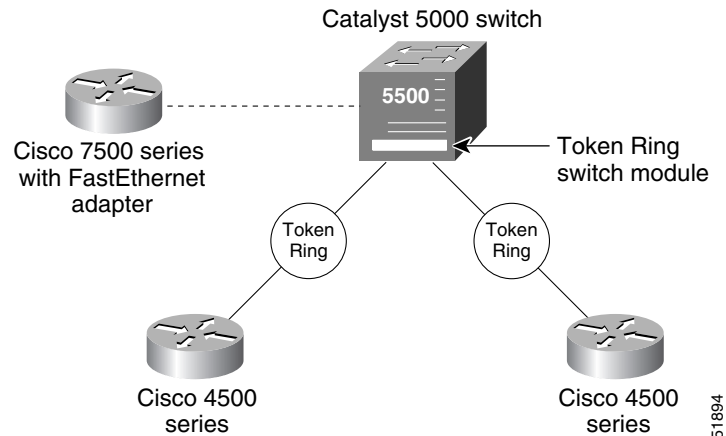 Catalyst 5000 switch
5500
Cisco 7500 series
with FastEthernet
adapter
Token Ring
switch module
Token
Ring
Token
Ring
Cisco 4500
series
Cisco 4500
series
51894